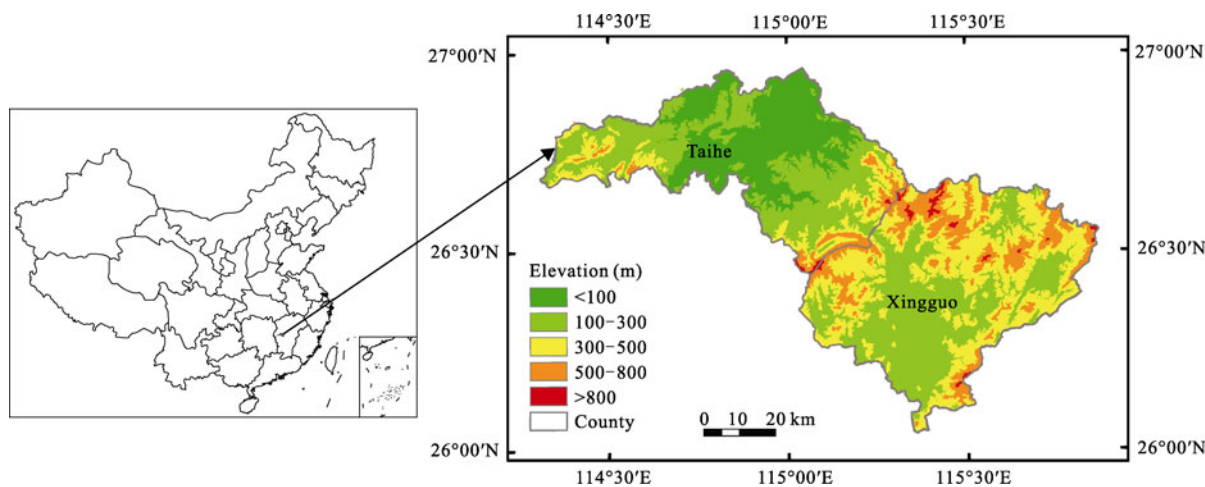 114°30′E 115°00′E 115°30′E
27°00′N 27°00′N
Taihe
26°30′N 26°30′N
Elevation (m)
<100
100-300
Xingguo
300-500
500-800
>800
County
0 10 20 km
26°00′N 26°00′N
114°30′E 115°00′E 115°30′E